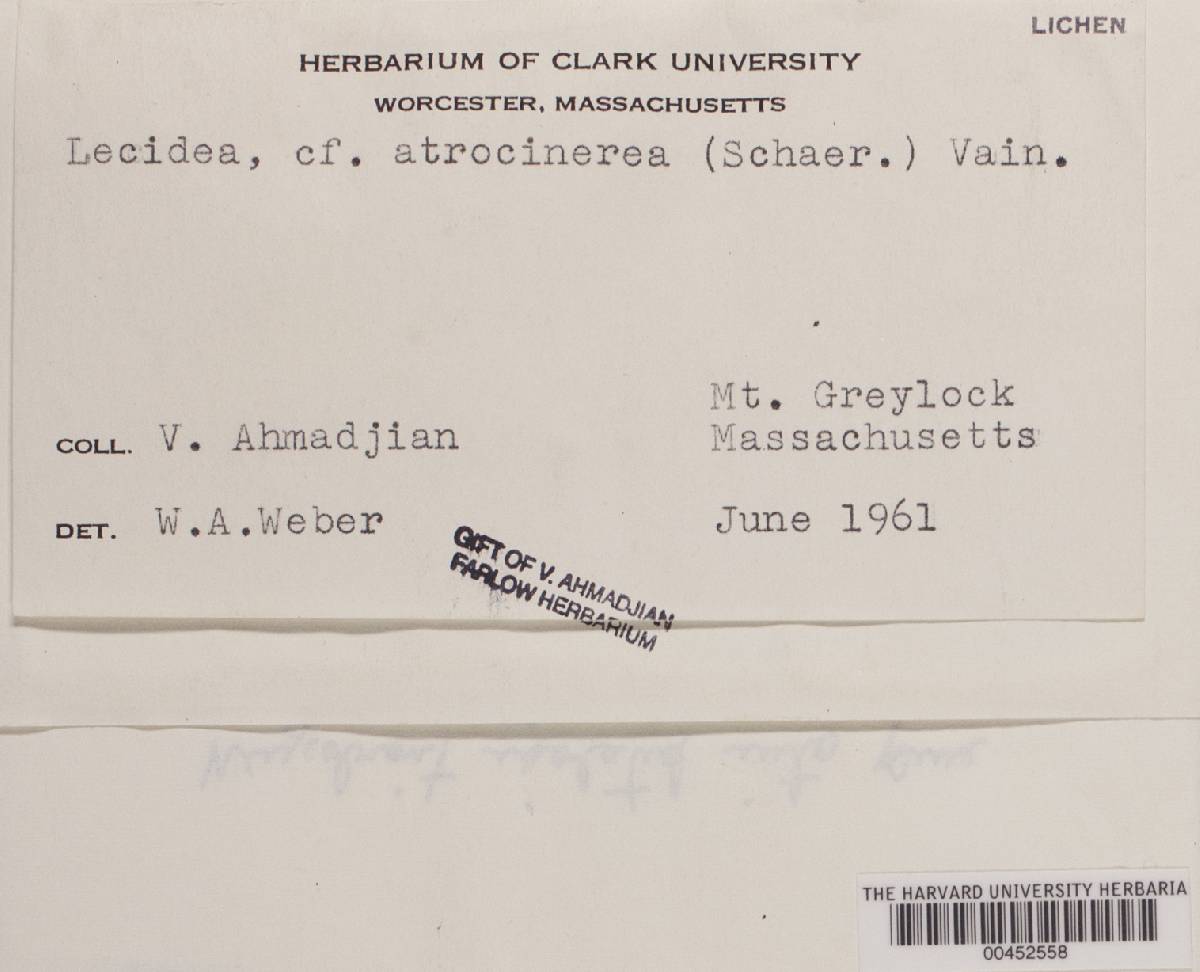 LICHEN
HERBARIUM OF CLARK UNIVERSITY
WORCESTER, MASSACHUSETTS
Lecidea, cf. atrocinerea (Schaer.) Vain.
Mt. Greylock
COLL. V. Ahmadjian
Massachusetts
DET. W.A.Weber
June 1961
GIFT OF V. AHMADJIAN
FARLOW HERBARIUM
THE HARVARD UNIVERSITY HERBARIA
00452558